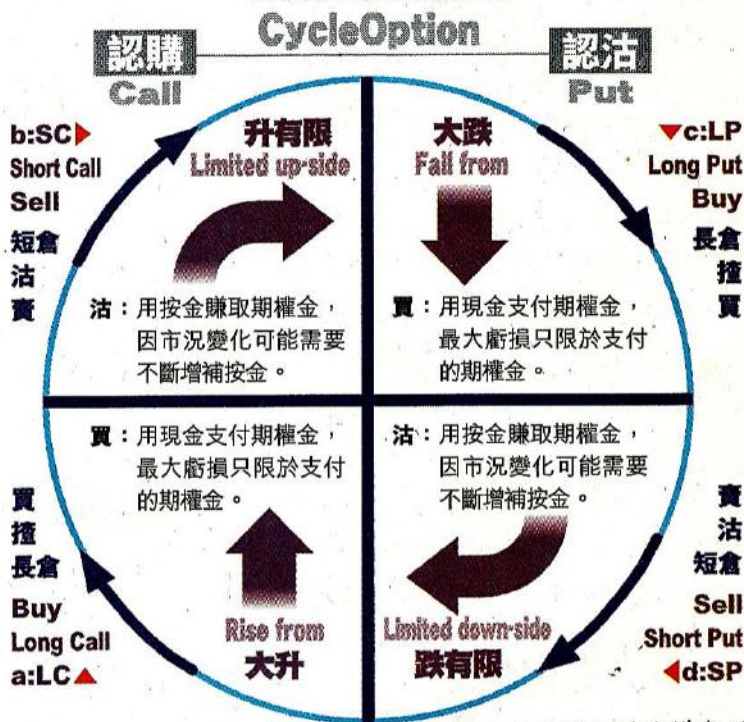 CycleOption
認購
Call
認沽
Put
b:SC
Short Call
Sell
短倉
沽
賣
升有限
Limited up-side
沽：用按金賺取期權金，
因市況變化可能需要
不斷增補按金。
大跌
Fall from
買：用現金支付期權金，
最大虧損只限於支付
的期權金。
c:LP
Long Put
Buy
長倉
揸
買
買：用現金支付期權金，
最大虧損只限於支付
的期權金。
Rise from
大升
買
揸
長倉
Buy
Long Call
a:LC
沽：用按金賺取期權金，
因市況變化可能需要
不斷增補按金。
Limited down-side
跌有限
賣
沽
短倉
Sell
Short Put
d:SP